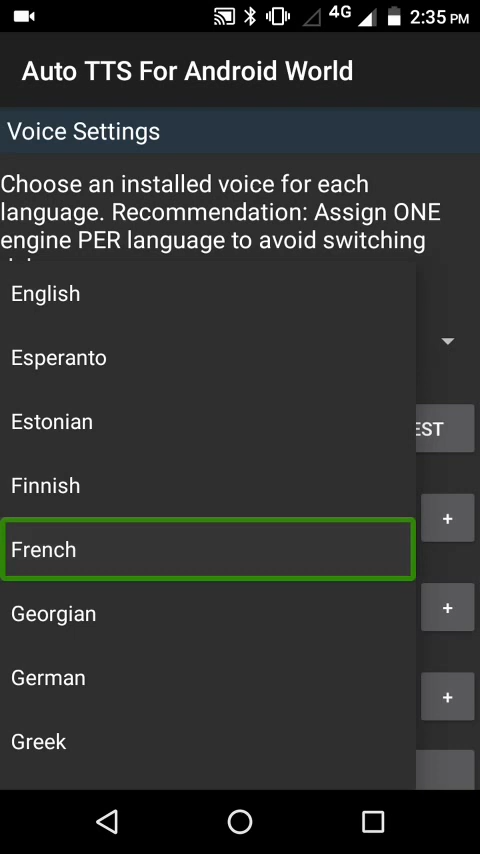 4G 2:35 PM
Auto TTS For Android World
Voice Settings
Choose an installed voice for each
language. Recommendation: Assign ONE
engine PER language to avoid switching
English
Esperanto
Estonian
EST
Finnish
+
French
Georgian
+
German
+
Greek